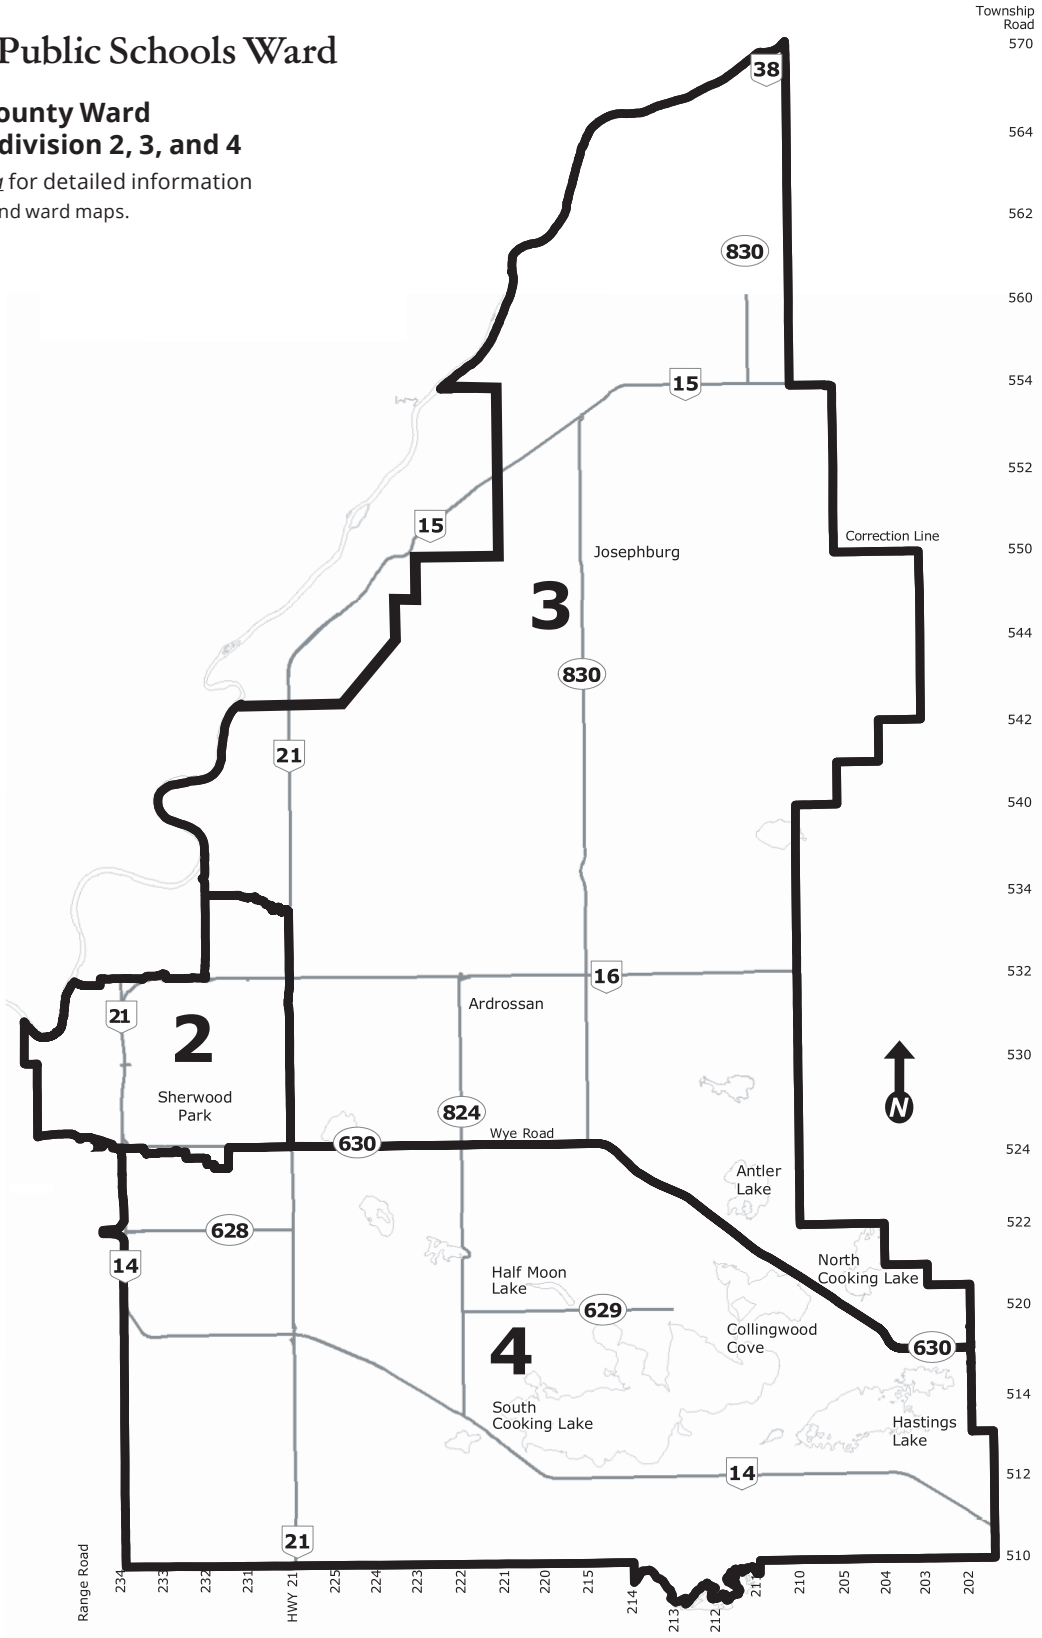 Township
Road
Public Schools Ward
570
38
ounty Ward
division 2, 3, and 4
564
for detailed information
nd ward maps.
562
830
560
15
554
552
15
Correction Line
550
Josephburg
3
544
830
542
21
540
534
532
16
Ardrossan
21
2
530
Sherwood
Park
N
824
Wye Road
630
524
Antler
Lake
522
628
14
North
Cooking Lake
Half Moon
Lake
520
629
Collingwood
Cove
630
4
514
South
Cooking Lake
Hastings
Lake
14
512
21
510
Range Road
234
233
232
231
HWY 21
225
224
223
222
221
220
215
214
213
212
211
210
205
204
203
202